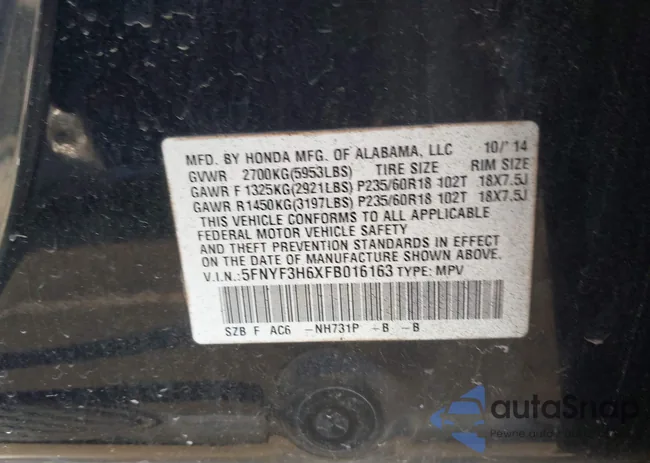 MFD. BY HONDA MFG. OF ALABAMA, LLC 10/'14
GVWR 2700KG(5953LBS) TIRE SIZE RIM SIZE
GAWR F 1325KG(2921LBS) P235/60R18 102T 18X7.5J
GAWR R1450KG(3197LBS) P235/60R18 102T 18X7.5J
THIS VEHICLE CONFORMS TO ALL APPLICABLE
FEDERAL MOTOR VEHICLE SAFETY
AND THEFT PREVENTION STANDARDS IN EFFECT
ON THE DATE OF MANUFACTURE SHOWN ABOVE.
V.I.N.:5FNYF3H6XFB016163 TYPE: MPV
SZB F AC6 -NH731P -B -B
autoSnap
Pewne auto